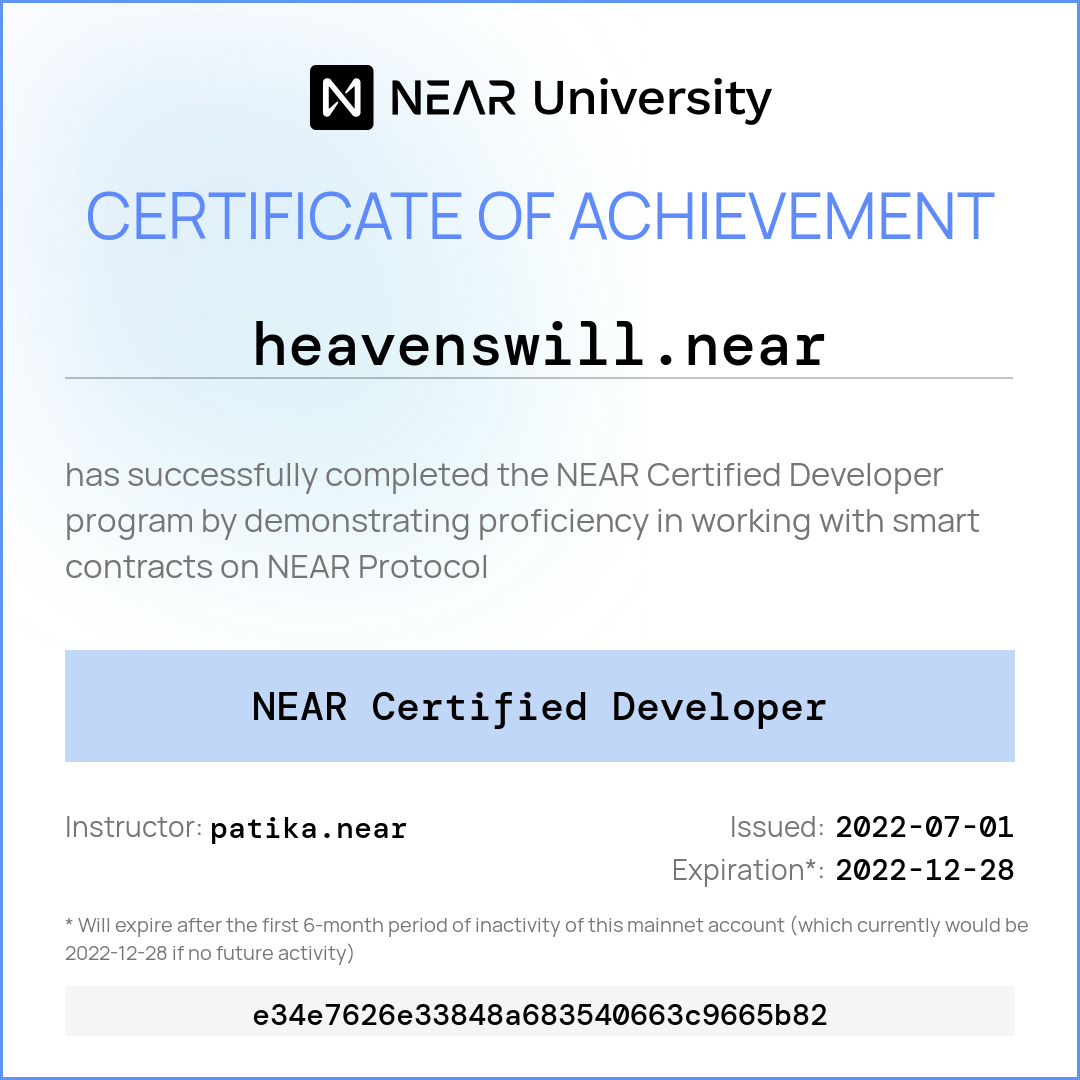 NEAR University
CERTIFICATE OF ACHIEVEMENT
heavenswill.near
has successfully completed the NEAR Certified Developer
program by demonstrating proficiency in working with smart
contracts on NEAR Protocol
NEAR Certified Developer
Instructor: patika.near
Issued: 2022-07-01
Expiration*: 2022-12-28
* Will expire after the first 6-month period of inactivity of this mainnet account (which currently would be
2022-12-28 if no future activity)
e34e7626e33848a683540663c9665b82